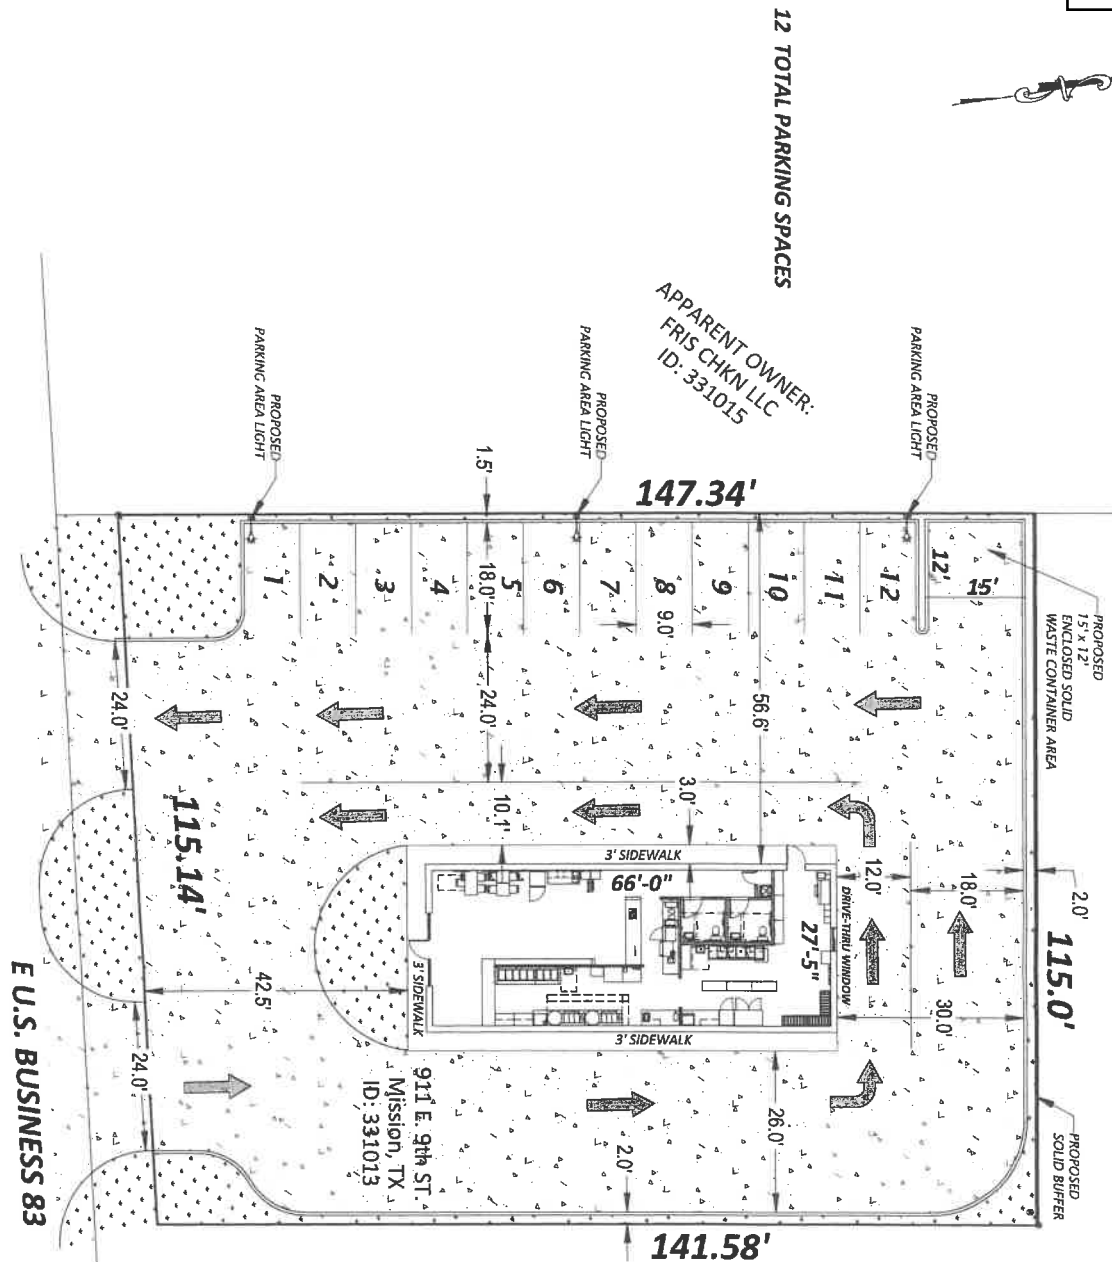 12 TOTAL PARKING SPACES
APPARENT OWNER:
FRIS CHKN LLC
ID: 331015
PROPOSED
PARKING AREA LIGHT
PROPOSED
PARKING AREA LIGHT
PROPOSED
PARKING AREA LIGHT
PROPOSED
15' x 12'
ENCLOSED SOLID
WASTE CONTAINER AREA
147.34'
1.5'
1
2
3
4
5
6
7
8
9
10
11
12
12'
15'
18.0'
9.0'
24.0'
24.0'
56.6'
10.1'
3.0'
12.0'
18.0'
2.0'
115.0'
30.0'
3' SIDEWALK
66'-0"
27'-5"
DRIVE-THRU WINDOW
3' SIDEWALK
3' SIDEWALK
42.5'
115.14'
24.0'
26.0'
2.0'
911 E. 9th ST.
Mission, TX
ID: 331013
PROPOSED
SOLID BUFFER
141.58'
E U.S. BUSINESS 83